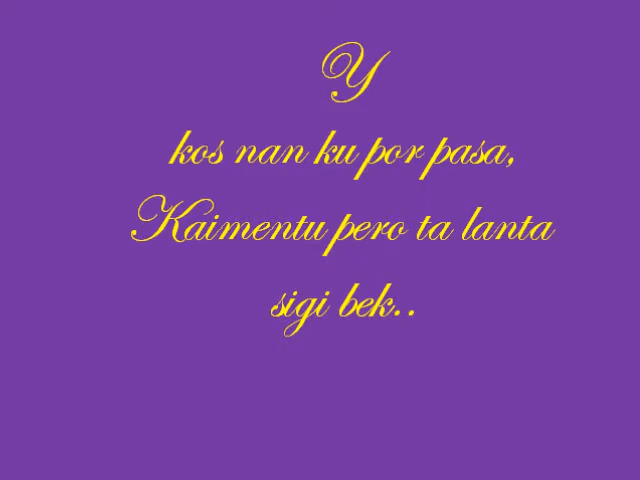 Y
kos nan ku por pasa,
Kaimentu pero ta lanta
sigi bek..